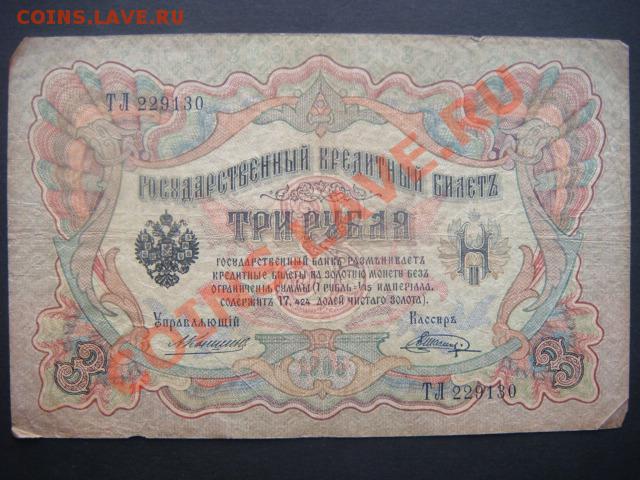 COINS.LAVE.RU
ТЛ 229130
ГОСУДАРСТВЕННЫЙ КРЕДИТНЫЙ БИЛЕТЪ
ТРИ РУБЛЯ
ГОСУДАРСТВЕННЫЙ БАНКЪ РАЗМѢНИВАЕТЪ
КРЕДИТНЫЕ БИЛЕТЫ НА ЗОЛОТУЮ МОНЕТУ БЕЗЪ
ОГРАНИЧЕНІЯ СУММЫ (1 РУБЛЬ = 1/15 ИМПЕРІАЛА,
СОДЕРЖИТЪ 17,424 ДОЛЕЙ ЧИСТАГО ЗОЛОТА).
Управляющій Кассиръ
1905
3 3
ТЛ 229130
COINS.LAVE.RU